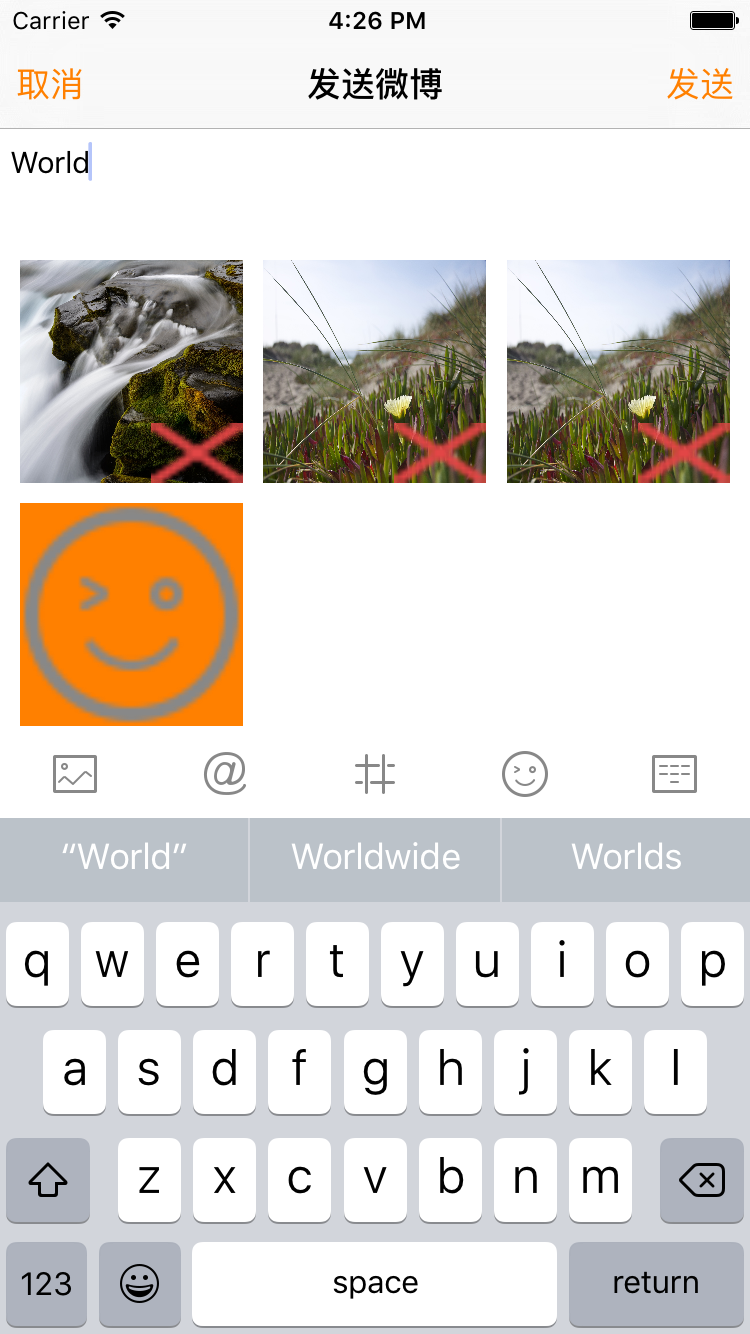 Carrier 4:26 PM
取消 发送微博 发送
World
“World” Worldwide Worlds
q w e r t y u i o p
a s d f g h j k l
z x c v b n m
123 space return